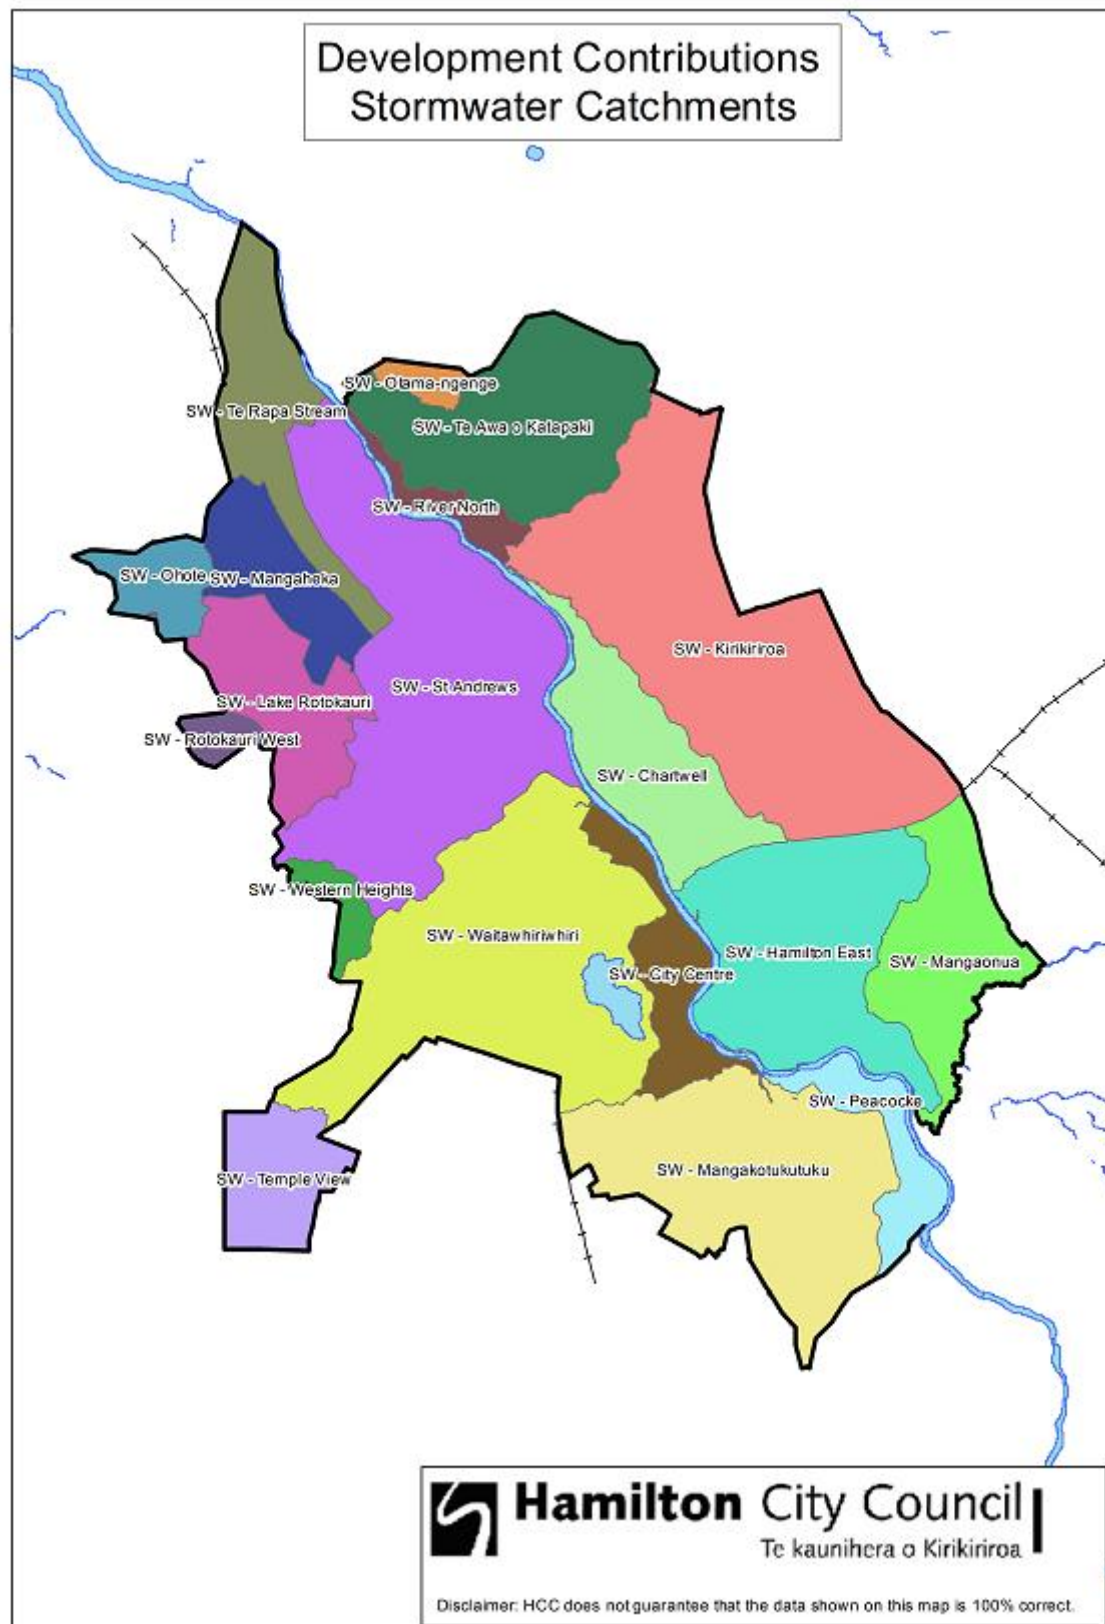 Development Contributions
Stormwater Catchments
SW - Otama-ngenge
SW - Te Rapa Stream
SW - Te Awa o Katapaki
SW - River North
SW - Ohote
SW - Mangaheka
SW - Kirikiriroa
SW - St Andrews
SW - Lake Rotokauri
SW - Rotokauri West
SW - Chartwell
SW - Western Heights
SW - Waitawhiriwhiri
SW - Hamilton East
SW - Mangaonua
SW - City Centre
SW - Peacocke
SW - Mangakotukutuku
SW - Temple View
Hamilton City Council
Te kaunihera o Kirikiriroa
Disclaimer: HCC does not guarantee that the data shown on this map is 100% correct.